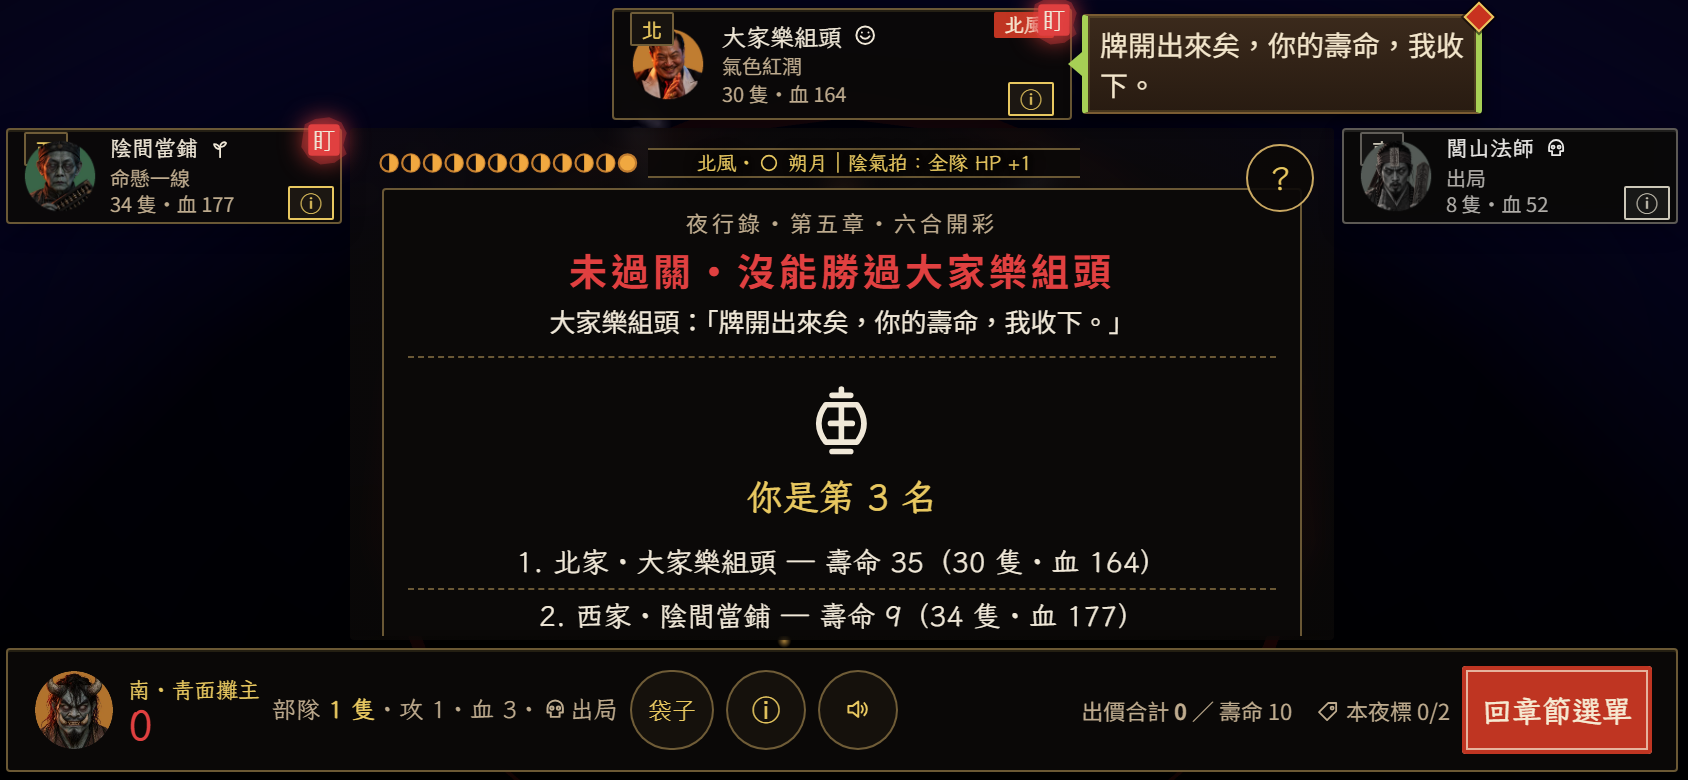 北
大家樂組頭
北風
盯
氣色紅潤
30 隻・血 164
牌開出來矣，你的壽命，我收
下。
陰間當鋪
盯
命懸一線
34 隻・血 177
北風・〇 朔月｜陰氣拍：全隊 HP +1
?
閭山法師
出局
8 隻・血 52
夜行錄・第五章・六合開彩
未過關・沒能勝過大家樂組頭
大家樂組頭：「牌開出來矣，你的壽命，我收下。」
你是第 3 名
1. 北家・大家樂組頭 — 壽命 35（30 隻・血 164）
2. 西家・陰間當鋪 — 壽命 9（34 隻・血 177）
南・青面攤主
0
部隊 1 隻・攻 1・血 3・出局
袋子
出價合計 0 ／ 壽命 10
本夜標 0/2
回章節選單